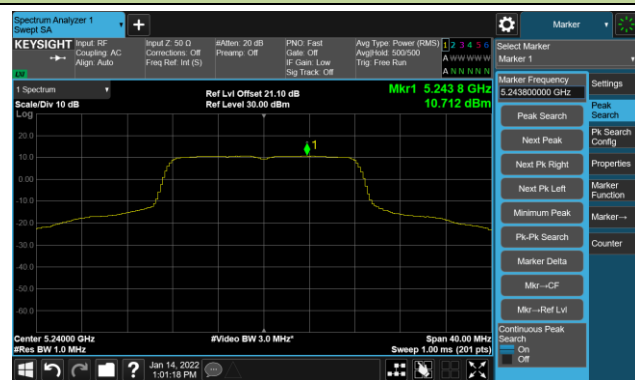 Spectrum Analyzer 1
Swept SA
Marker
KEYSIGHT
Input: RF
Coupling: AC
Align: Auto
Input Z: 50 Ω
Corrections: Off
Freq Ref: Int (S)
#Atten: 20 dB
Preamp: Off
PNO: Fast
Gate: Off
IF Gain: Low
Sig Track: Off
Avg Type: Power (RMS)
Avg|Hold: 500/500
Trig: Free Run
1 2 3 4 5 6
A W W W W W
A N N N N N
Select Marker
Marker 1
1 Spectrum
Scale/Div 10 dB
Log
Ref Lvl Offset 21.10 dB
Ref Level 30.00 dBm
Mkr1 5.243 8 GHz
10.712 dBm
20.0
10.0
0.00
-10.0
-20.0
-30.0
-40.0
-50.0
-60.0
1
Center 5.24000 GHz
#Res BW 1.0 MHz
#Video BW 3.0 MHz*
Span 40.00 MHz
Sweep 1.00 ms (201 pts)
Marker Frequency
5.243800000 GHz
Peak Search
Next Peak
Next Pk Right
Next Pk Left
Minimum Peak
Pk-Pk Search
Marker Delta
Mkr→CF
Mkr→Ref Lvl
Continuous Peak
Search
On
Off
Settings
Peak
Search
Pk Search
Config
Properties
Marker
Function
Marker→
Counter
?
Jan 14, 2022
1:01:18 PM